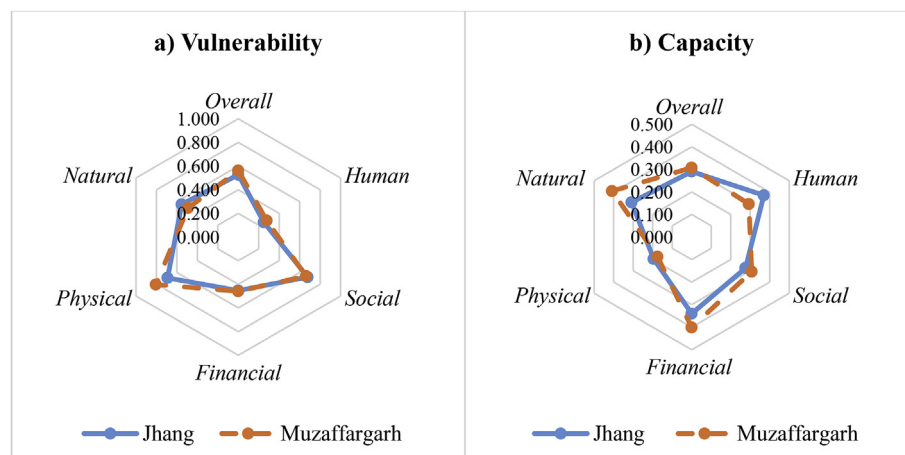 a) Vulnerability
Overall
1.000
0.800
Natural
Human
0.600
0.400
0.200
0.000
Physical
Social
Financial
Jhang
Muzaffargarh
b) Capacity
Overall
0.500
0.400
Natural
Human
0.300
0.200
0.100
0.000
Physical
Social
Financial
Jhang
Muzaffargarh